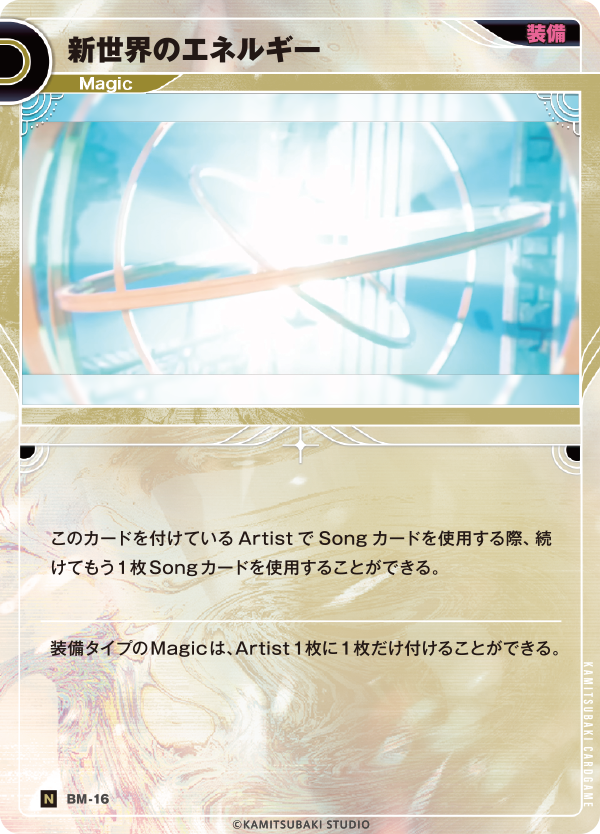 新世界のエネルギー
装備
Magic
このカードを付けている Artist で Song カードを使用する際、続
けてもう1枚Songカードを使用することができる。
装備タイプのMagicは、Artist 1枚に1枚だけ付けることができる。
KAMITSUBAKI CARDGAME
N BM-16
©KAMITSUBAKI STUDIO